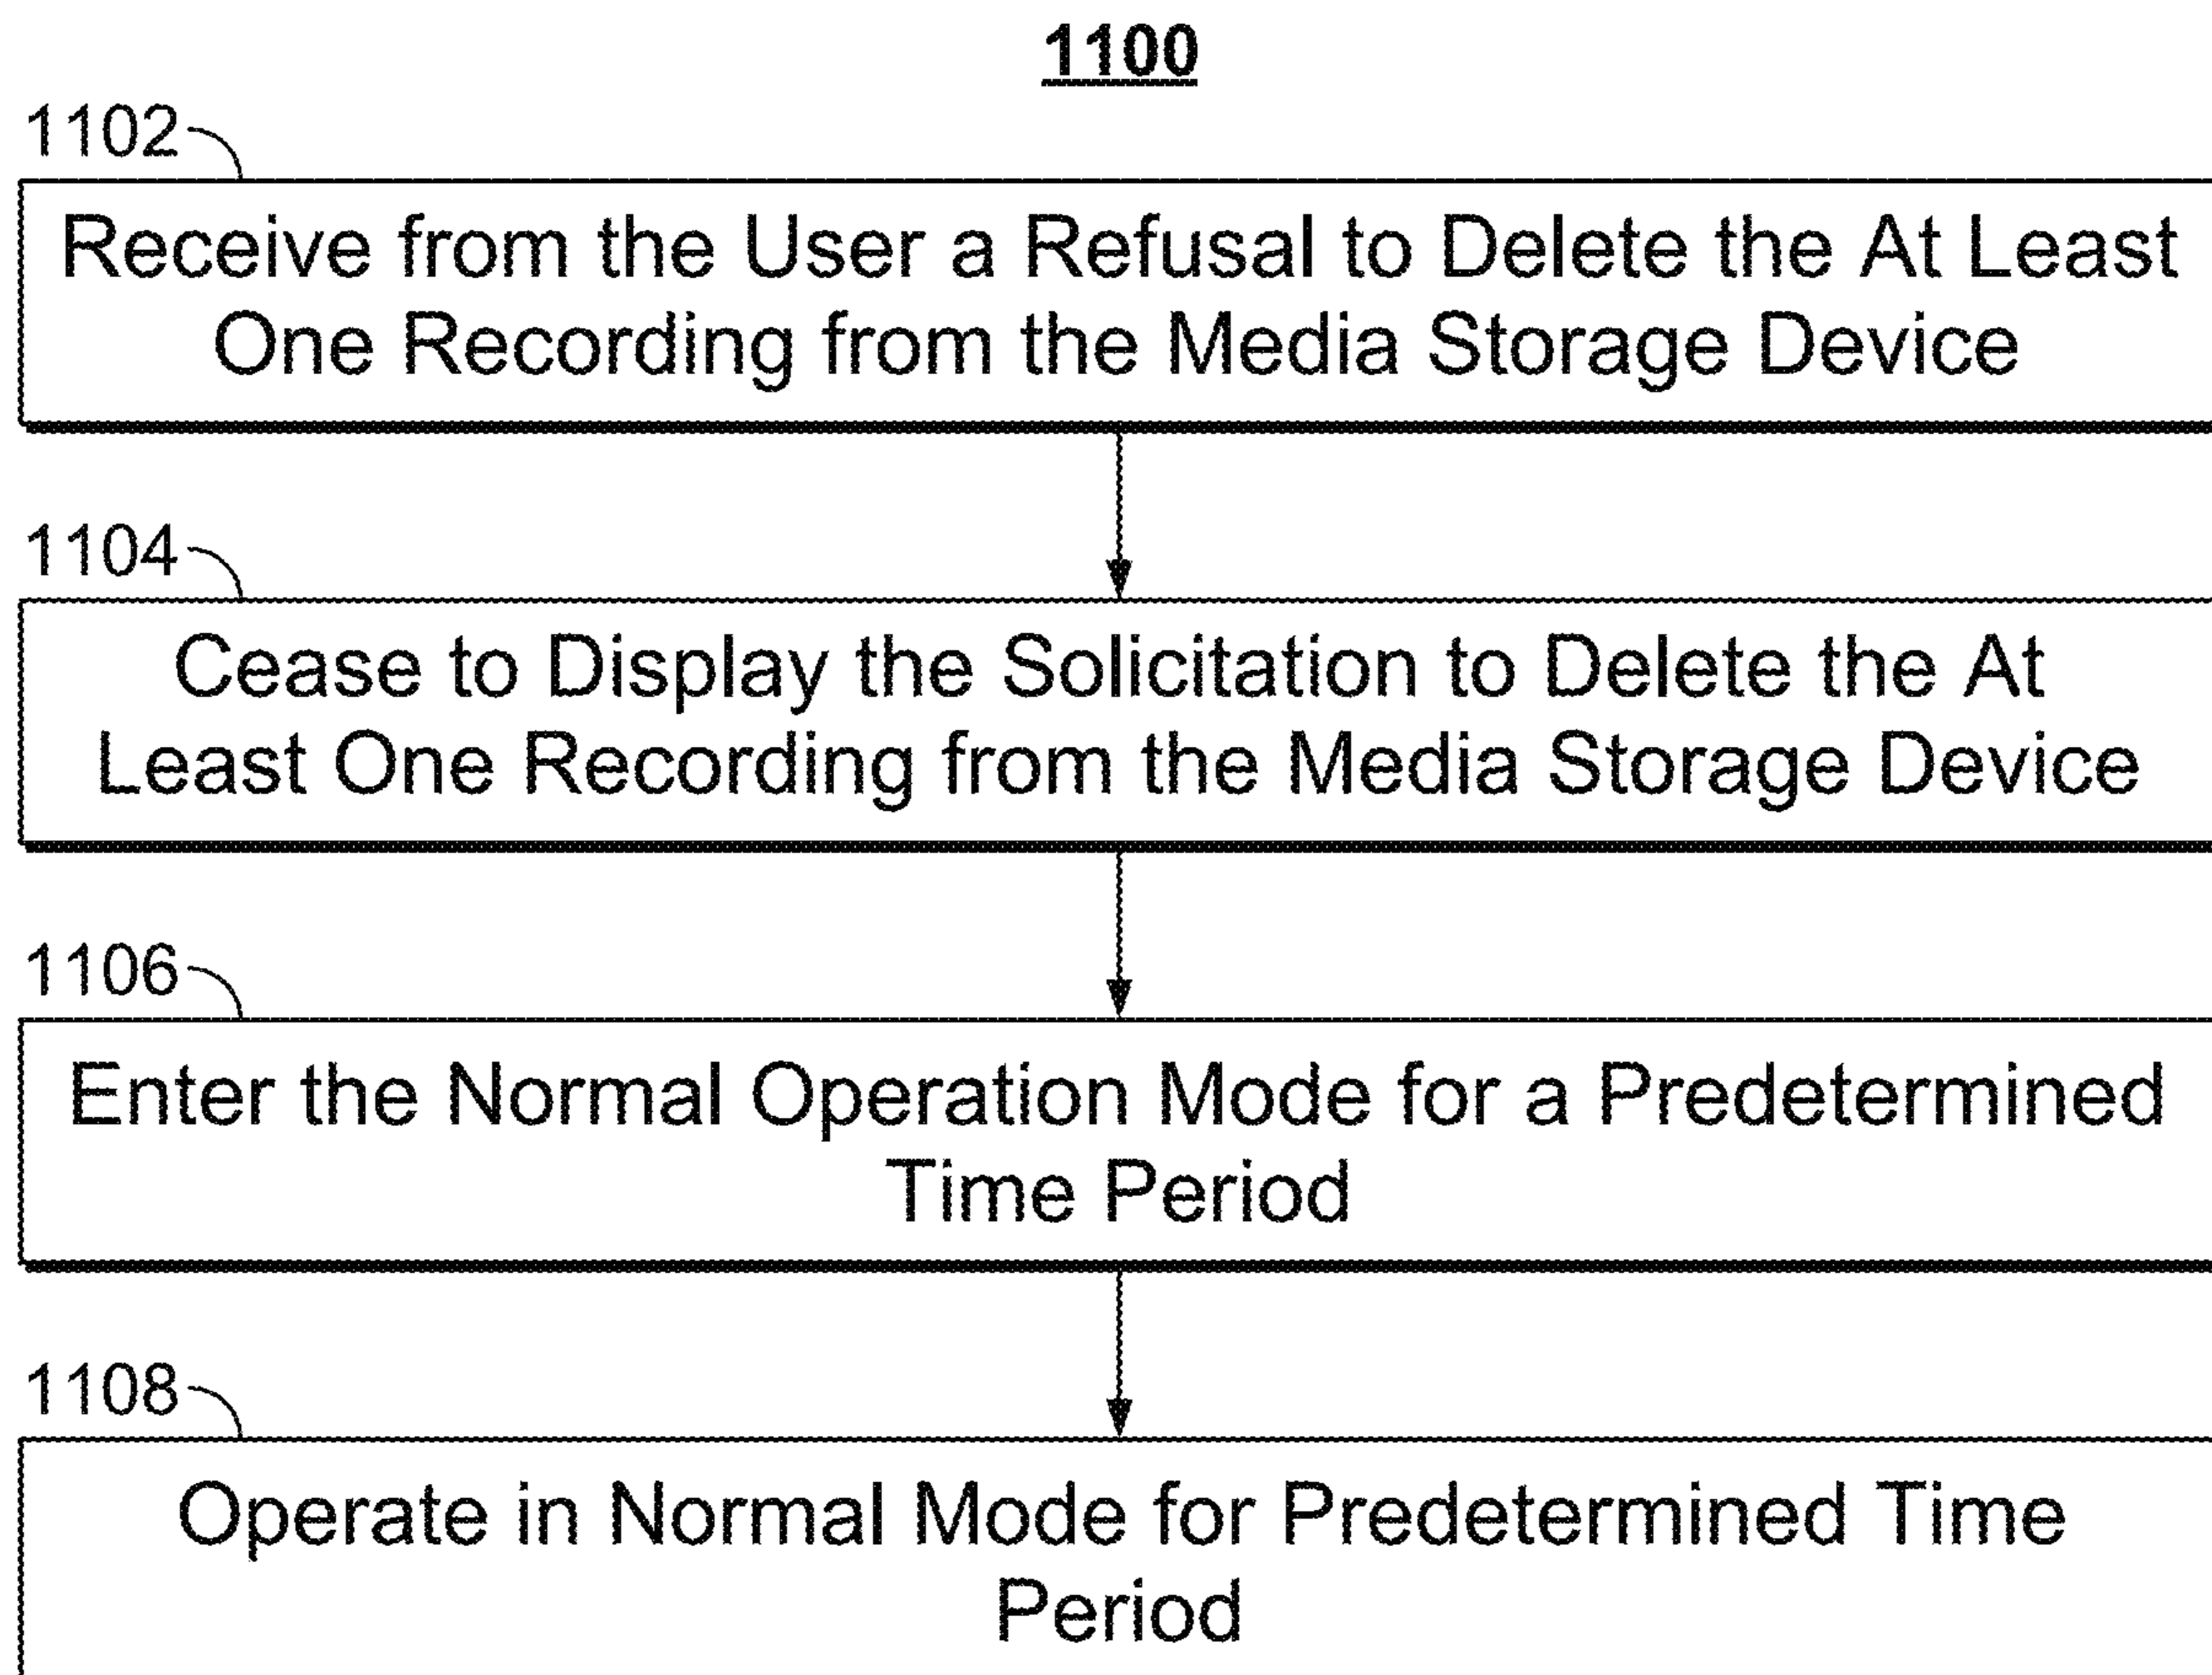 1100
1102
Receive from the User a Refusal to Delete the At Least
One Recording from the Media Storage Device
1104
Cease to Display the Solicitation to Delete the At
Least One Recording from the Media Storage Device
1106
Enter the Normal Operation Mode for a Predetermined
Time Period
1108
Operate in Normal Mode for Predetermined Time
Period